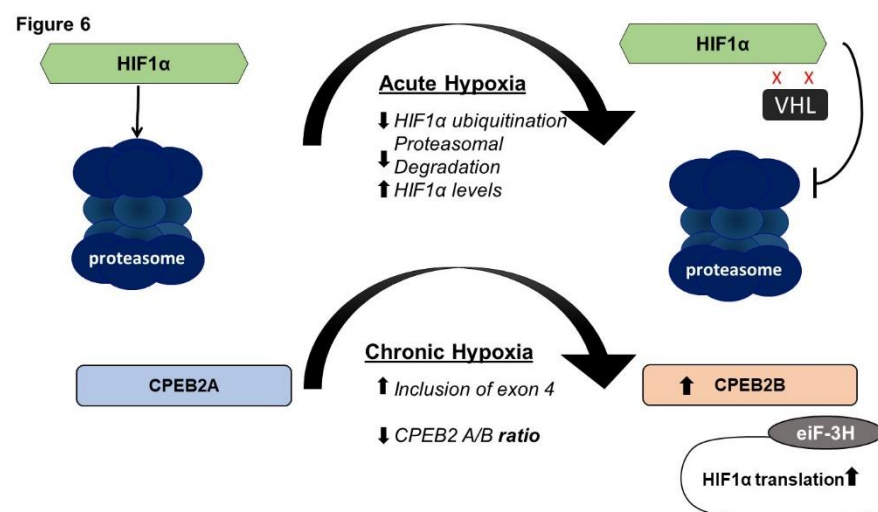 Figure 6
HIF1α
proteasome
Acute Hypoxia
⬇ HIF1α ubiquitination
Proteasomal
⬇ Degradation
⬆ HIF1α levels
HIF1α
X X
VHL
proteasome
CPEB2A
Chronic Hypoxia
⬆ Inclusion of exon 4
⬇ CPEB2 A/B ratio
⬆ CPEB2B
eiF-3H
HIF1α translation⬆